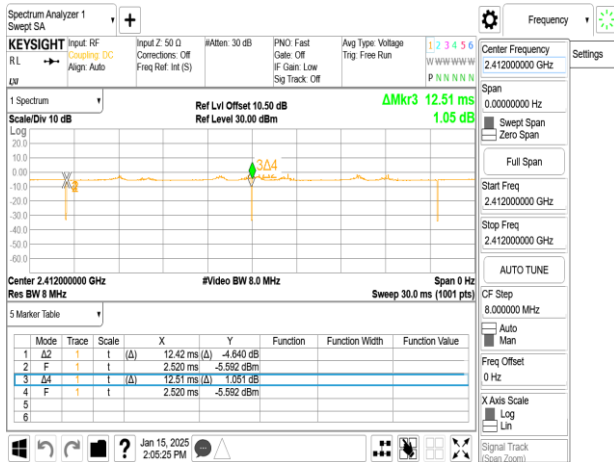 Spectrum Analyzer 1
Swept SA
Frequency
KEYSIGHT
RL
LXI
Input: RF
Coupling: DC
Align: Auto
Input Z: 50 Ω
Corrections: Off
Freq Ref: Int (S)
#Atten: 30 dB
PNO: Fast
Gate: Off
IF Gain: Low
Sig Track: Off
Avg Type: Voltage
Trig: Free Run
1 2 3 4 5 6
W W W W W W
P N N N N N
1 Spectrum
Scale/Div 10 dB
Log
Ref Lvl Offset 10.50 dB
Ref Level 30.00 dBm
ΔMkr3 12.51 ms
1.05 dB
20.0
10.0
0.00
-10.0
-20.0
-30.0
-40.0
-50.0
-60.0
3Δ4
Center 2.412000000 GHz
Res BW 8 MHz
#Video BW 8.0 MHz
Span 0 Hz
Sweep 30.0 ms (1001 pts)
5 Marker Table
Mode Trace Scale X Y Function Function Width Function Value
1 Δ2 1 t (Δ) 12.42 ms (Δ) -4.640 dB
2 F 1 t 2.520 ms -5.592 dBm
3 Δ4 1 t (Δ) 12.51 ms (Δ) 1.051 dB
4 F 1 t 2.520 ms -5.592 dBm
5
6
Jan 15, 2025
2:05:25 PM
Center Frequency
2.412000000 GHz
Settings
Span
0.00000000 Hz
Swept Span
Zero Span
Full Span
Start Freq
2.412000000 GHz
Stop Freq
2.412000000 GHz
AUTO TUNE
CF Step
8.000000 MHz
Auto
Man
Freq Offset
0 Hz
X Axis Scale
Log
Lin
Signal Track
(Span Zoom)